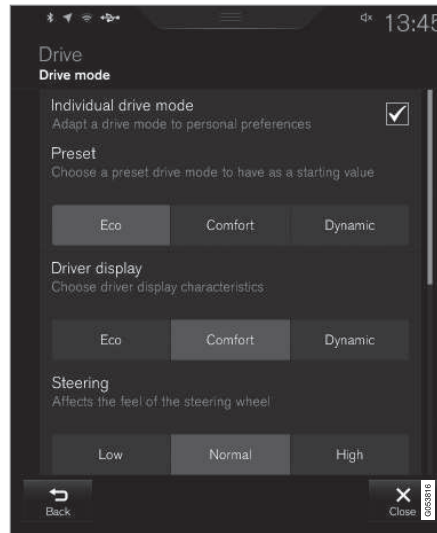 13:45
Drive
Drive mode
Individual drive mode
Adapt a drive mode to personal preferences
Preset
Choose a preset drive mode to have as a starting value
Eco Comfort Dynamic
Driver display
Choose driver display characteristics
Eco Comfort Dynamic
Steering
Affects the feel of the steering wheel
Low Normal High
Back Close
G053816